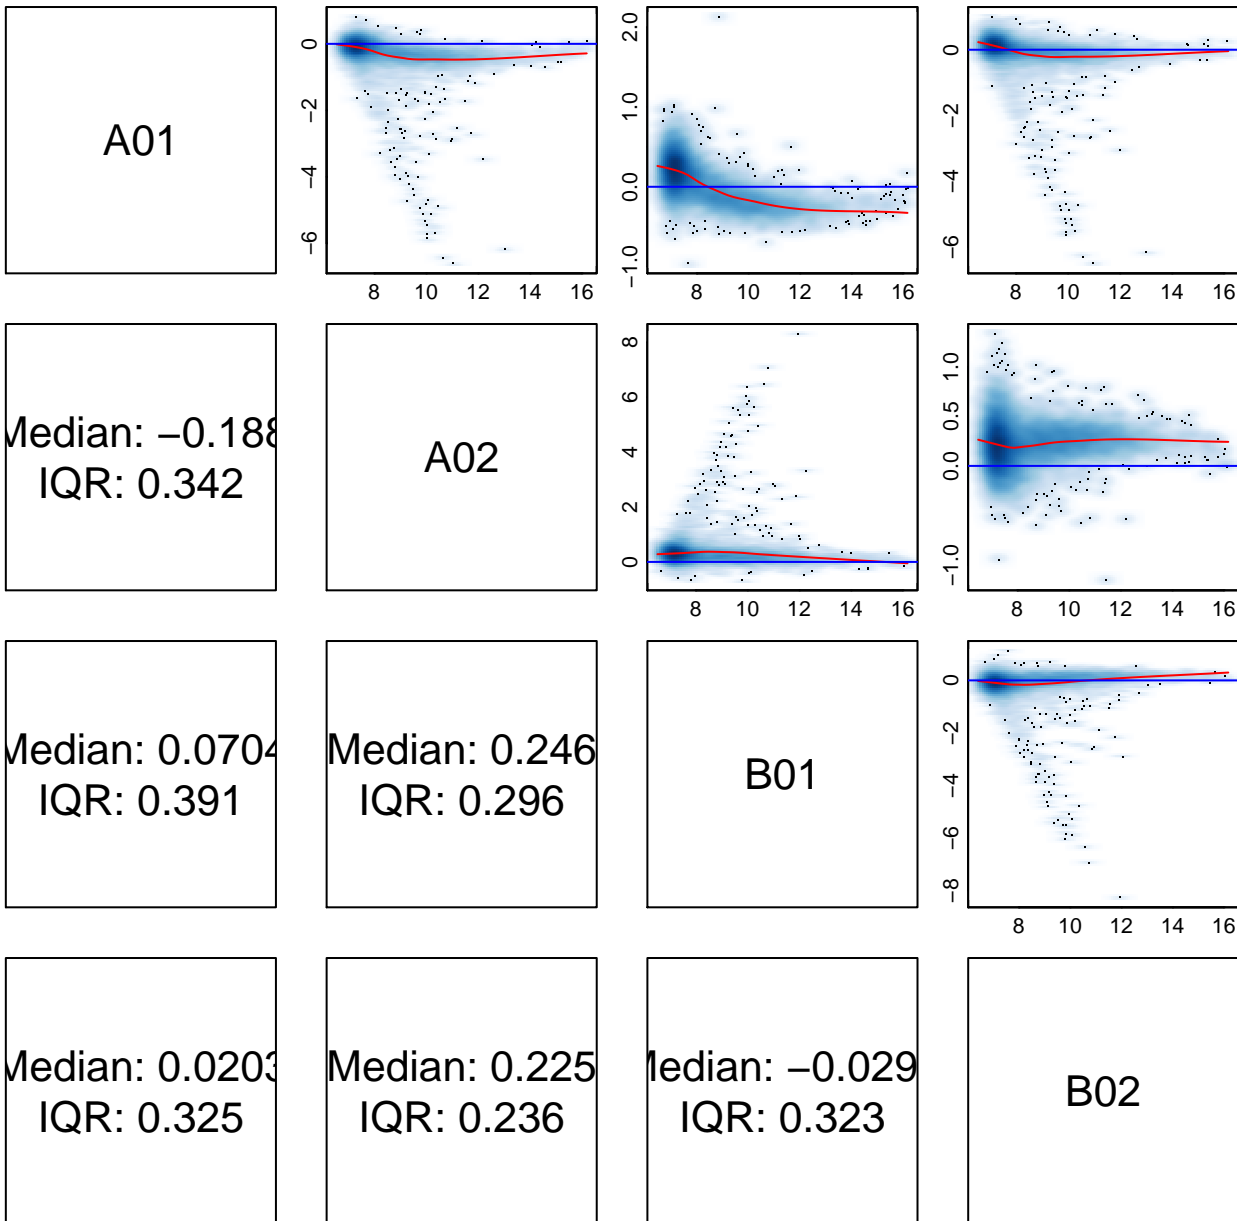 A01
0
−2
−4
−6
8 10 12 14 16
2.0
1.0
0.0
−1.0
8 10 12 14 16
0
−2
−4
−6
8 10 12 14 16
Median: −0.188
IQR: 0.342
A02
8
6
4
2
0
8 10 12 14 16
1.0
0.5
0.0
−1.0
8 10 12 14 16
Median: 0.0704
IQR: 0.391
Median: 0.246
IQR: 0.296
B01
0
−2
−4
−6
−8
8 10 12 14 16
Median: 0.0203
IQR: 0.325
Median: 0.225
IQR: 0.236
Median: −0.029
IQR: 0.323
B02